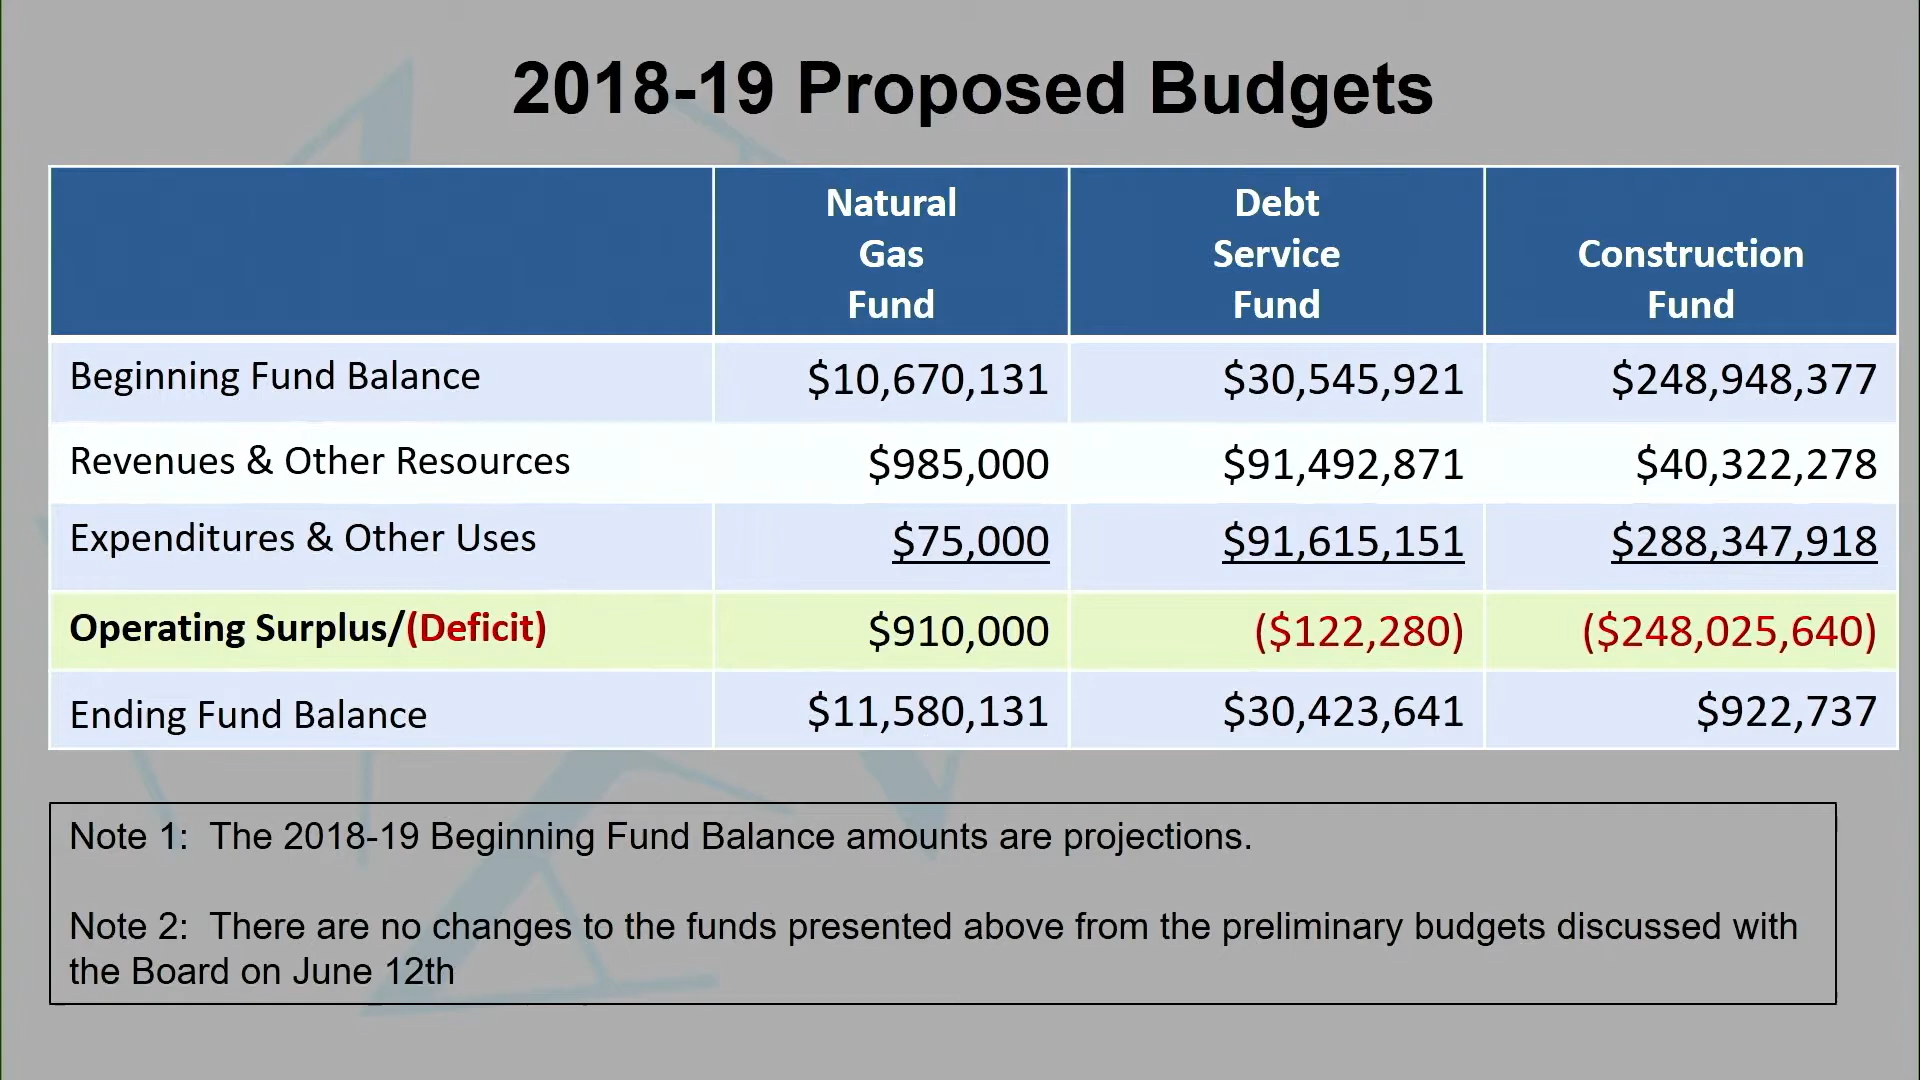 2018-19 Proposed Budgets
Natural
Gas
Fund
Debt
Service
Fund
Construction
Fund
Beginning Fund Balance $10,670,131 $30,545,921 $248,948,377
Revenues & Other Resources $985,000 $91,492,871 $40,322,278
Expenditures & Other Uses $75,000 $91,615,151 $288,347,918
Operating Surplus/(Deficit) $910,000 ($122,280) ($248,025,640)
Ending Fund Balance $11,580,131 $30,423,641 $922,737
Note 1: The 2018-19 Beginning Fund Balance amounts are projections.
Note 2: There are no changes to the funds presented above from the preliminary budgets discussed with
the Board on June 12th